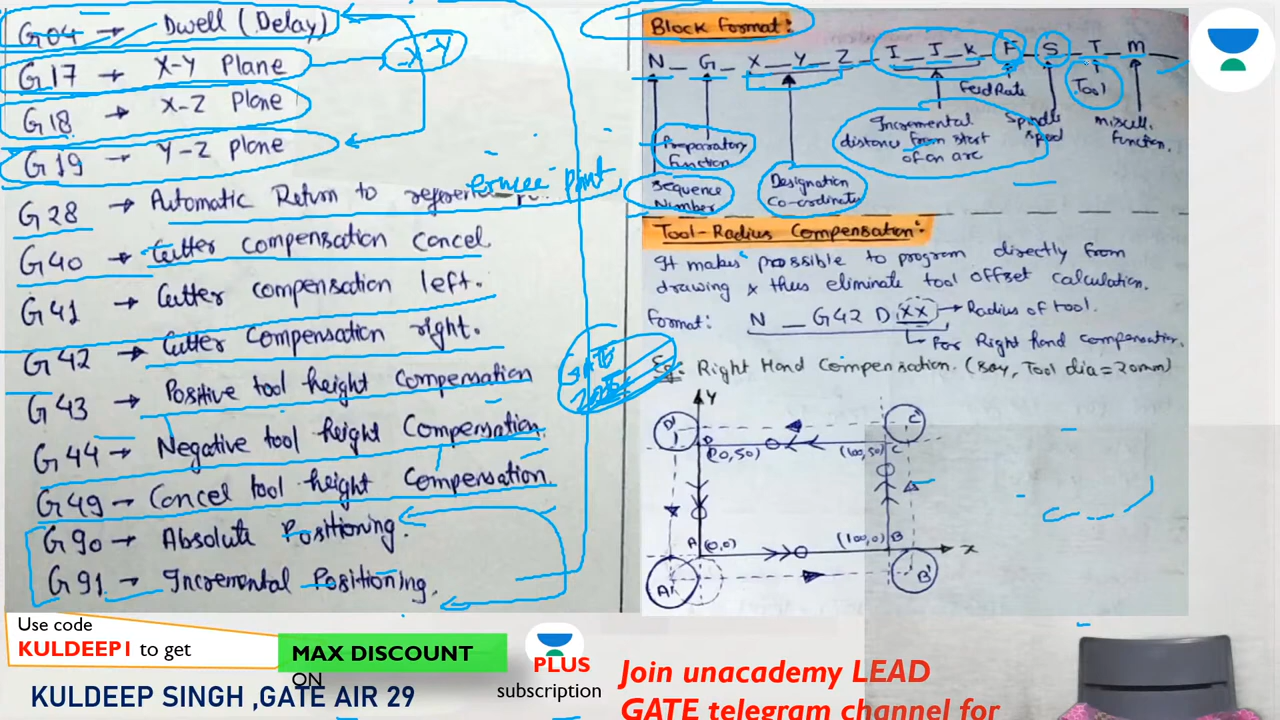 G04 → Dwell (Delay)
G17 → X-Y Plane
X-Y
G18 → X-Z Plane
G19 → Y-Z plane
G28 → Automatic Return to
G40 → Cutter compensation Cancel
G41 → Cutter compensation left.
G42 → Cutter Compensation right.
G43 → Positive tool height Compensation
G44 → Negative tool height Compensation.
G49 → Cancel tool height Compensation.
G90 → Absolute Positioning.
G91 → Incremental Positioning.
Block Format:
N _ G _ X _ Y _ Z _ I _ J _ K _ F _ S _ T _ M _
Feed Rate
Tool
Preparatory
Function
Incremental
distance from start
of an arc
Spindle
speed
miscell.
function.
Sequence
Number
Designation
Co-ordinates
Tool-Radius Compensation:
It makes possible to program directly from
drawing & thus eliminate tool offset calculation.
Format: N _ G42 D XX → Radius of tool.
For Right hand compensation.
Eg: Right Hand Compensation. (Say, Tool dia = 20mm)
Y
D'
C'
D
(0,50)
(100,50)
C
A
(0,0)
(100,0)
B
X
A'
B'
Use code
KULDEEP1 to get
MAX DISCOUNT
ON
PLUS
subscription
KULDEEP SINGH ,GATE AIR 29
Join unacademy LEAD
GATE telegram channel for